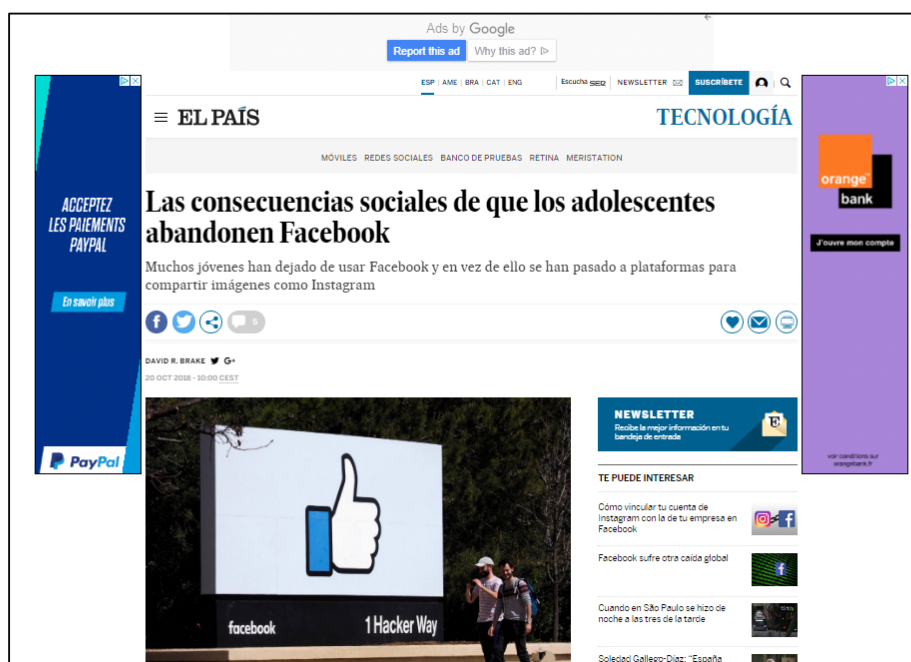 Ads by Google
Report this ad
Why this ad?
ESP | AME | BRA | CAT | ENG
Escucha SER
NEWSLETTER
SUSCRÍBETE
EL PAÍS
TECNOLOGÍA
MÓVILES REDES SOCIALES BANCO DE PRUEBAS RETINA MERISTATION
ACCEPTEZ
LES PAIEMENTS
PAYPAL
En savoir plus
PayPal
Las consecuencias sociales de que los adolescentes
abandonen Facebook
Muchos jóvenes han dejado de usar Facebook y en vez de ello se han pasado a plataformas para
compartir imágenes como Instagram
5
DAVID R. BRAKE G+
20 OCT 2018 - 10:00 CEST
facebook
1 Hacker Way
NEWSLETTER
Recibe la mejor información en tu
bandeja de entrada
TE PUEDE INTERESAR
Cómo vincular tu cuenta de
Instagram con la de tu empresa en
Facebook
Facebook sufre otra caída global
Cuando en São Paulo se hizo de
noche a las tres de la tarde
Soledad Gallego-Díaz: "España
orange
bank
J'ouvre mon compte
voir conditions sur
orangebank.fr